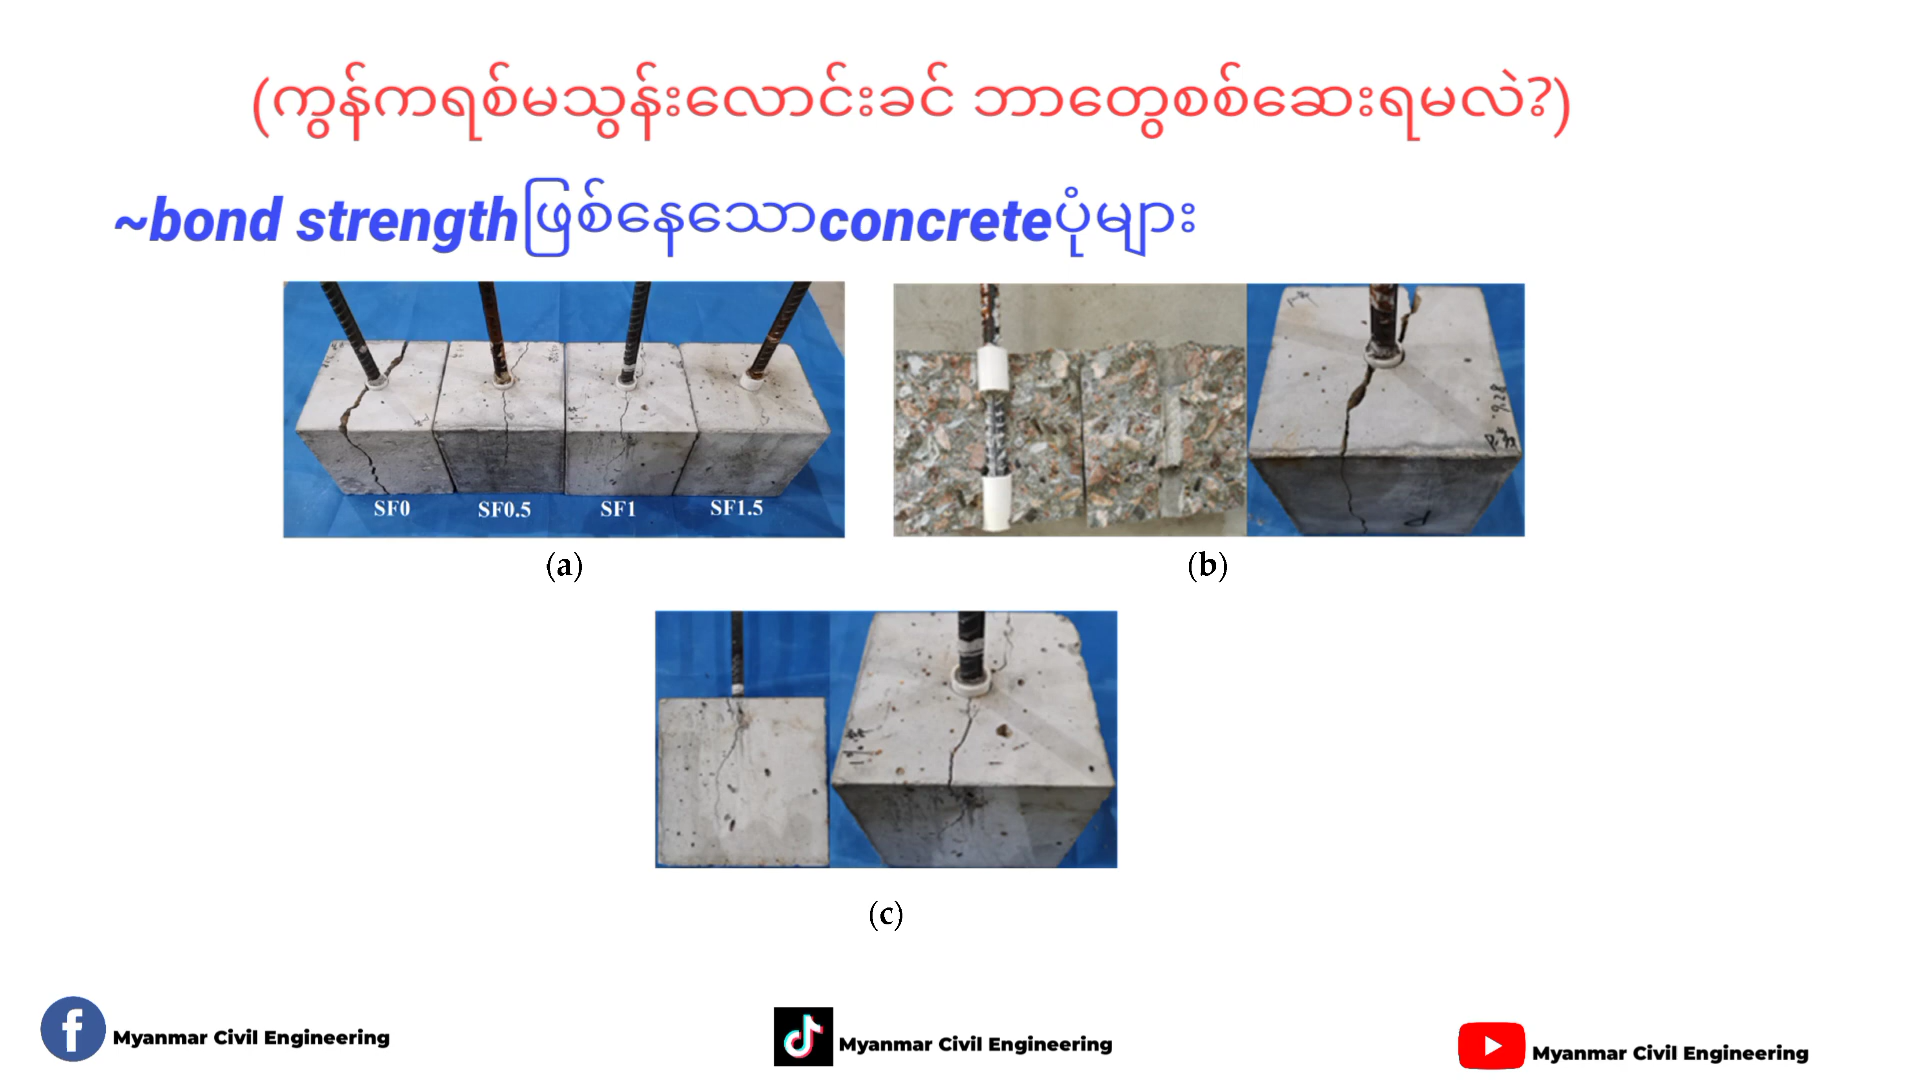 (ကွန်ကရစ်မသွန်းလောင်းခင် ဘာတွေစစ်ဆေးရမလဲ?)
~bond strengthဖြစ်နေသောconcreteပုံများ
SF0 SF0.5 SF1 SF1.5
(a)
(b)
(c)
Myanmar Civil Engineering
Myanmar Civil Engineering
Myanmar Civil Engineering